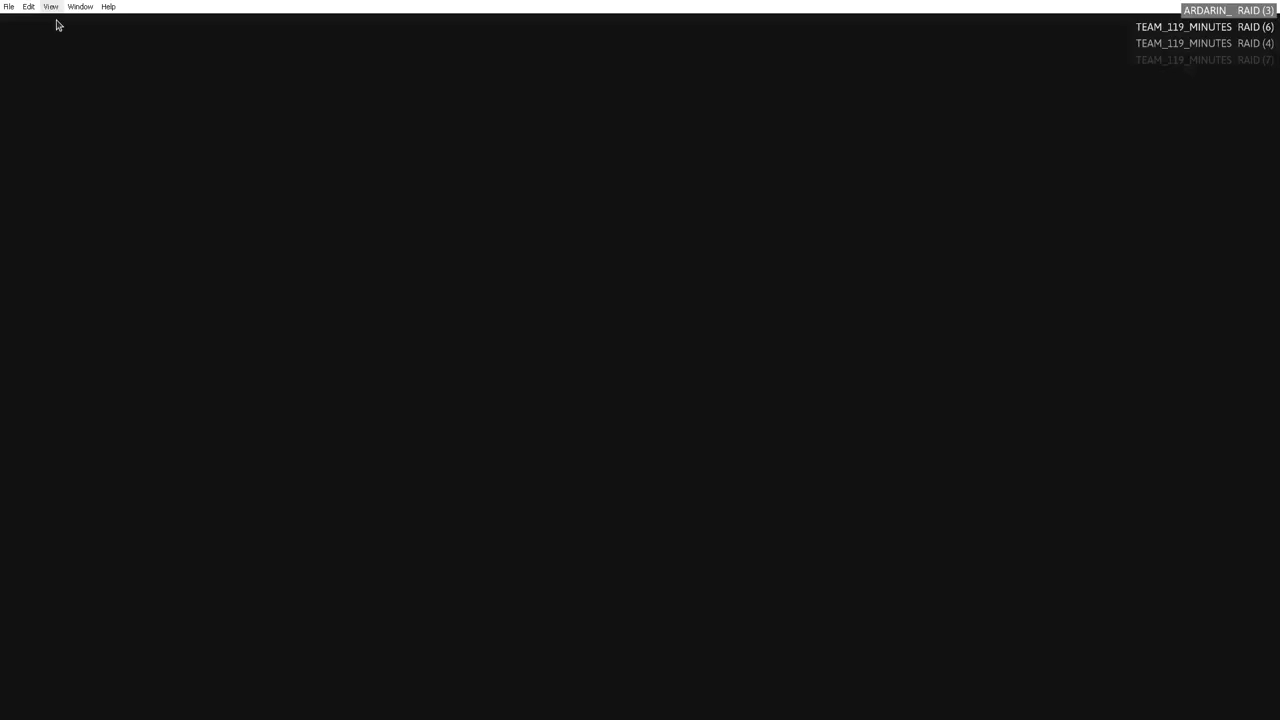 File Edit View Window Help
ARDARIN_ RAID (3)
TEAM_119_MINUTES RAID (6)
TEAM_119_MINUTES RAID (4)
TEAM_119_MINUTES RAID (7)